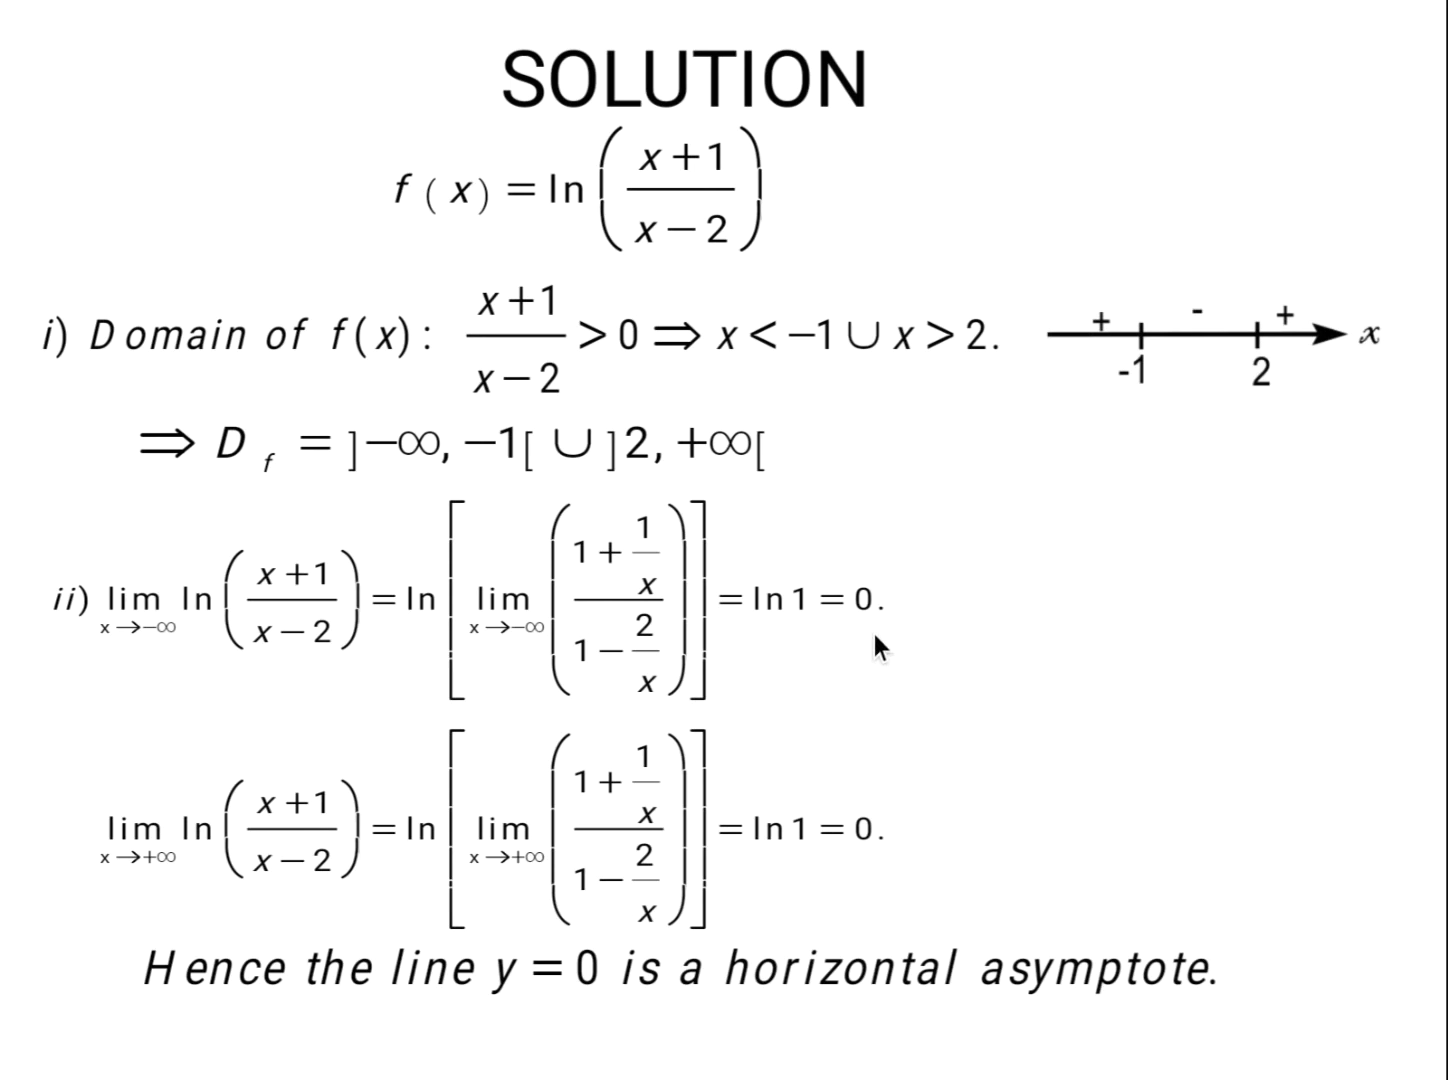 SOLUTION
f(x) = ln((x+1)/(x−2))
i) Domain of f(x): (x+1)/(x−2) > 0 ⇒ x < −1 ∪ x > 2.
+ - + x
-1 2
⇒ D_f = ]−∞, −1[ ∪ ]2, +∞[
ii) lim_{x→−∞} ln((x+1)/(x−2)) = ln[lim_{x→−∞} ((1+1/x)/(1−2/x))] = ln 1 = 0.
lim_{x→+∞} ln((x+1)/(x−2)) = ln[lim_{x→+∞} ((1+1/x)/(1−2/x))] = ln 1 = 0.
Hence the line y = 0 is a horizontal asymptote.